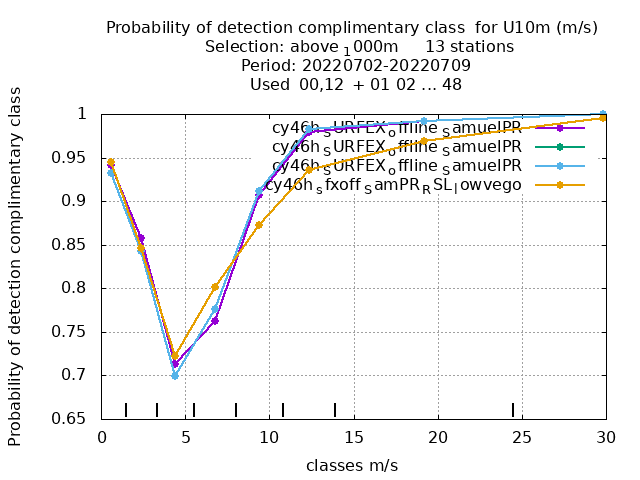 Probability of detection complimentary class  for U10m (m/s)
Selection: above 1000m     13 stations
Period: 20220702-20220709
Used  00,12  + 01 02 ... 48
Probability of detection complimentary class
1
0.95
0.9
0.85
0.8
0.75
0.7
0.65
cy46h_SURFEX_offline_SamuelPR
cy46h_SURFEX_offline_SamuelPR
cy46h_SURFEX_offline_SamuelPR
cy46h_sfxoff_SamPR_RSL_lowvego
0 5 10 15 20 25 30
classes m/s